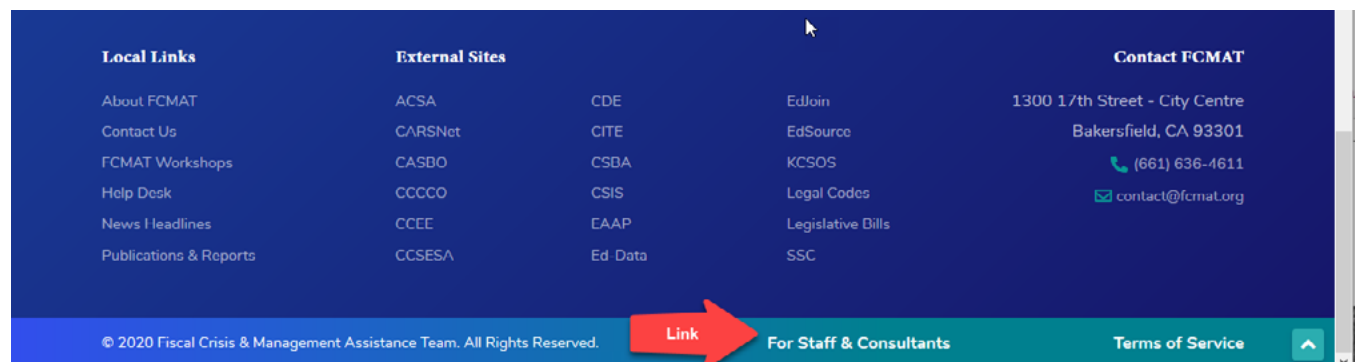 Local Links
About FCMAT
Contact Us
FCMAT Workshops
Help Desk
News Headlines
Publications & Reports
External Sites
ACSA
CARSNet
CASBO
CCCCO
CCEE
CCSESA
CDE
CITE
CSBA
CSIS
EAAP
Ed-Data
EdJoin
EdSource
KCSOS
Legal Codes
Legislative Bills
SSC
Contact FCMAT
1300 17th Street - City Centre
Bakersfield, CA 93301
(661) 636-4611
contact@fcmat.org
© 2020 Fiscal Crisis & Management Assistance Team. All Rights Reserved.
Link
For Staff & Consultants
Terms of Service